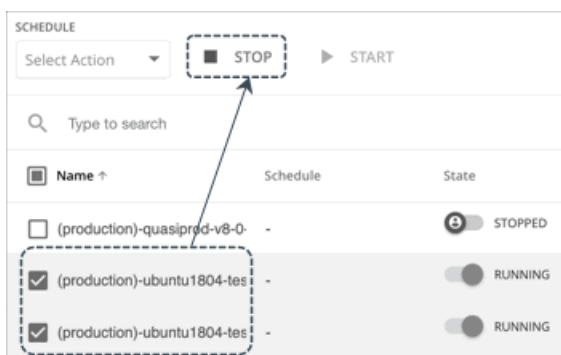 SCHEDULE
Select Action STOP START
Type to search
Name ↑ Schedule State
(production)-quasiprod-v8-0- - STOPPED
(production)-ubuntu1804-tes - RUNNING
(production)-ubuntu1804-tes - RUNNING